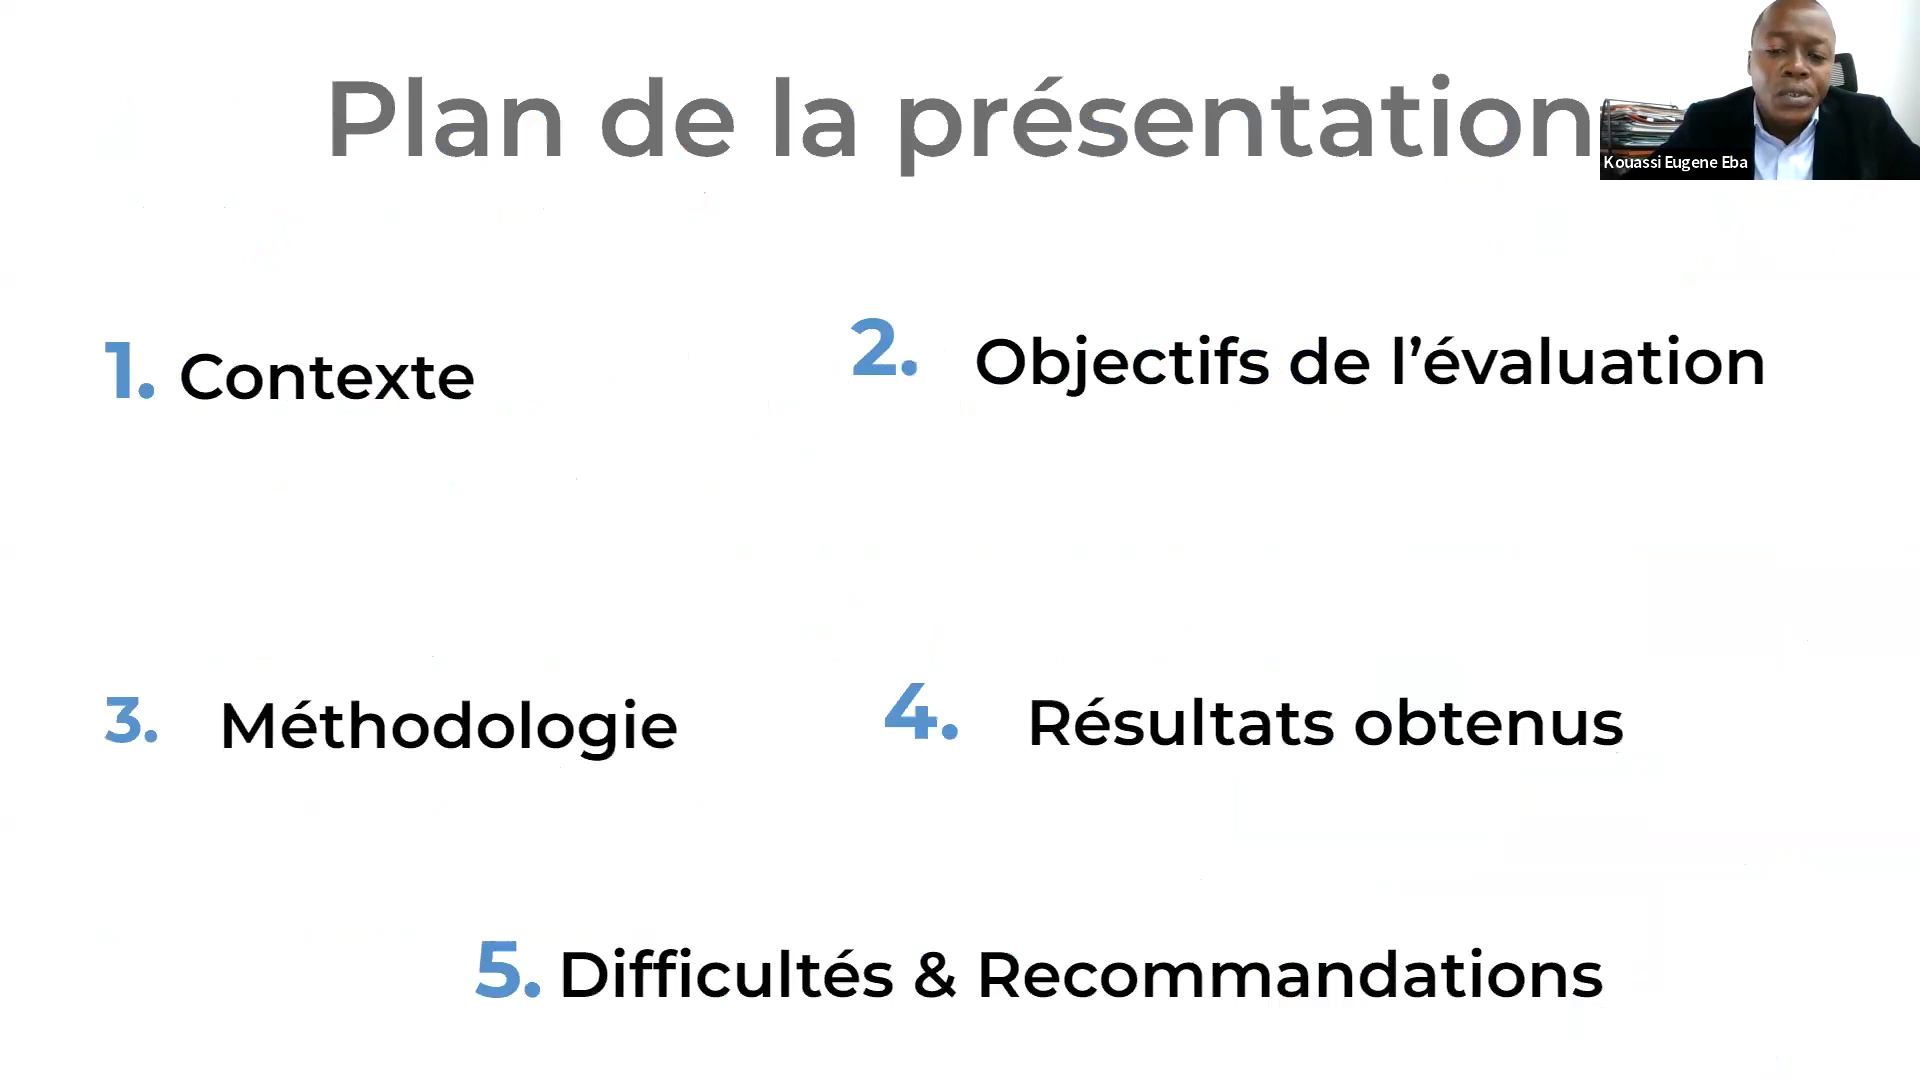 Plan de la présentation
Kouassi Eugene Eba
1. Contexte
2. Objectifs de l’évaluation
3. Méthodologie
4. Résultats obtenus
5. Difficultés & Recommandations